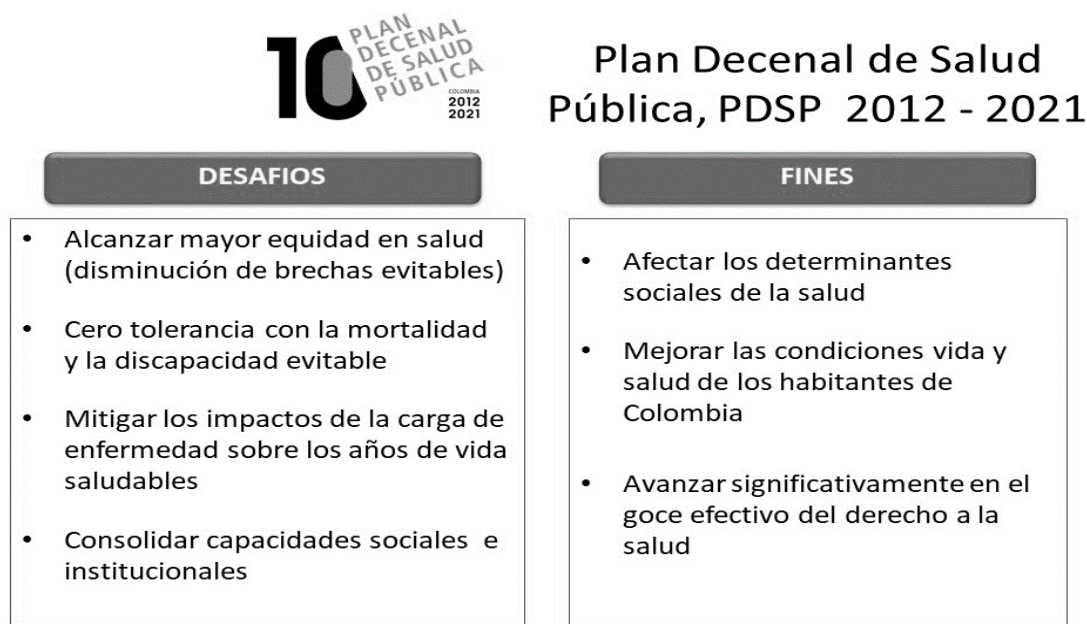 10
PLAN
DECENAL
DE SALUD
PÚBLICA
COLOMBIA
2012
2021
Plan Decenal de Salud
Pública, PDSP 2012 - 2021
DESAFIOS
• Alcanzar mayor equidad en salud
(disminución de brechas evitables)
• Cero tolerancia con la mortalidad
y la discapacidad evitable
• Mitigar los impactos de la carga de
enfermedad sobre los años de vida
saludables
• Consolidar capacidades sociales e
institucionales
FINES
• Afectar los determinantes
sociales de la salud
• Mejorar las condiciones vida y
salud de los habitantes de
Colombia
• Avanzar significativamente en el
goce efectivo del derecho a la
salud